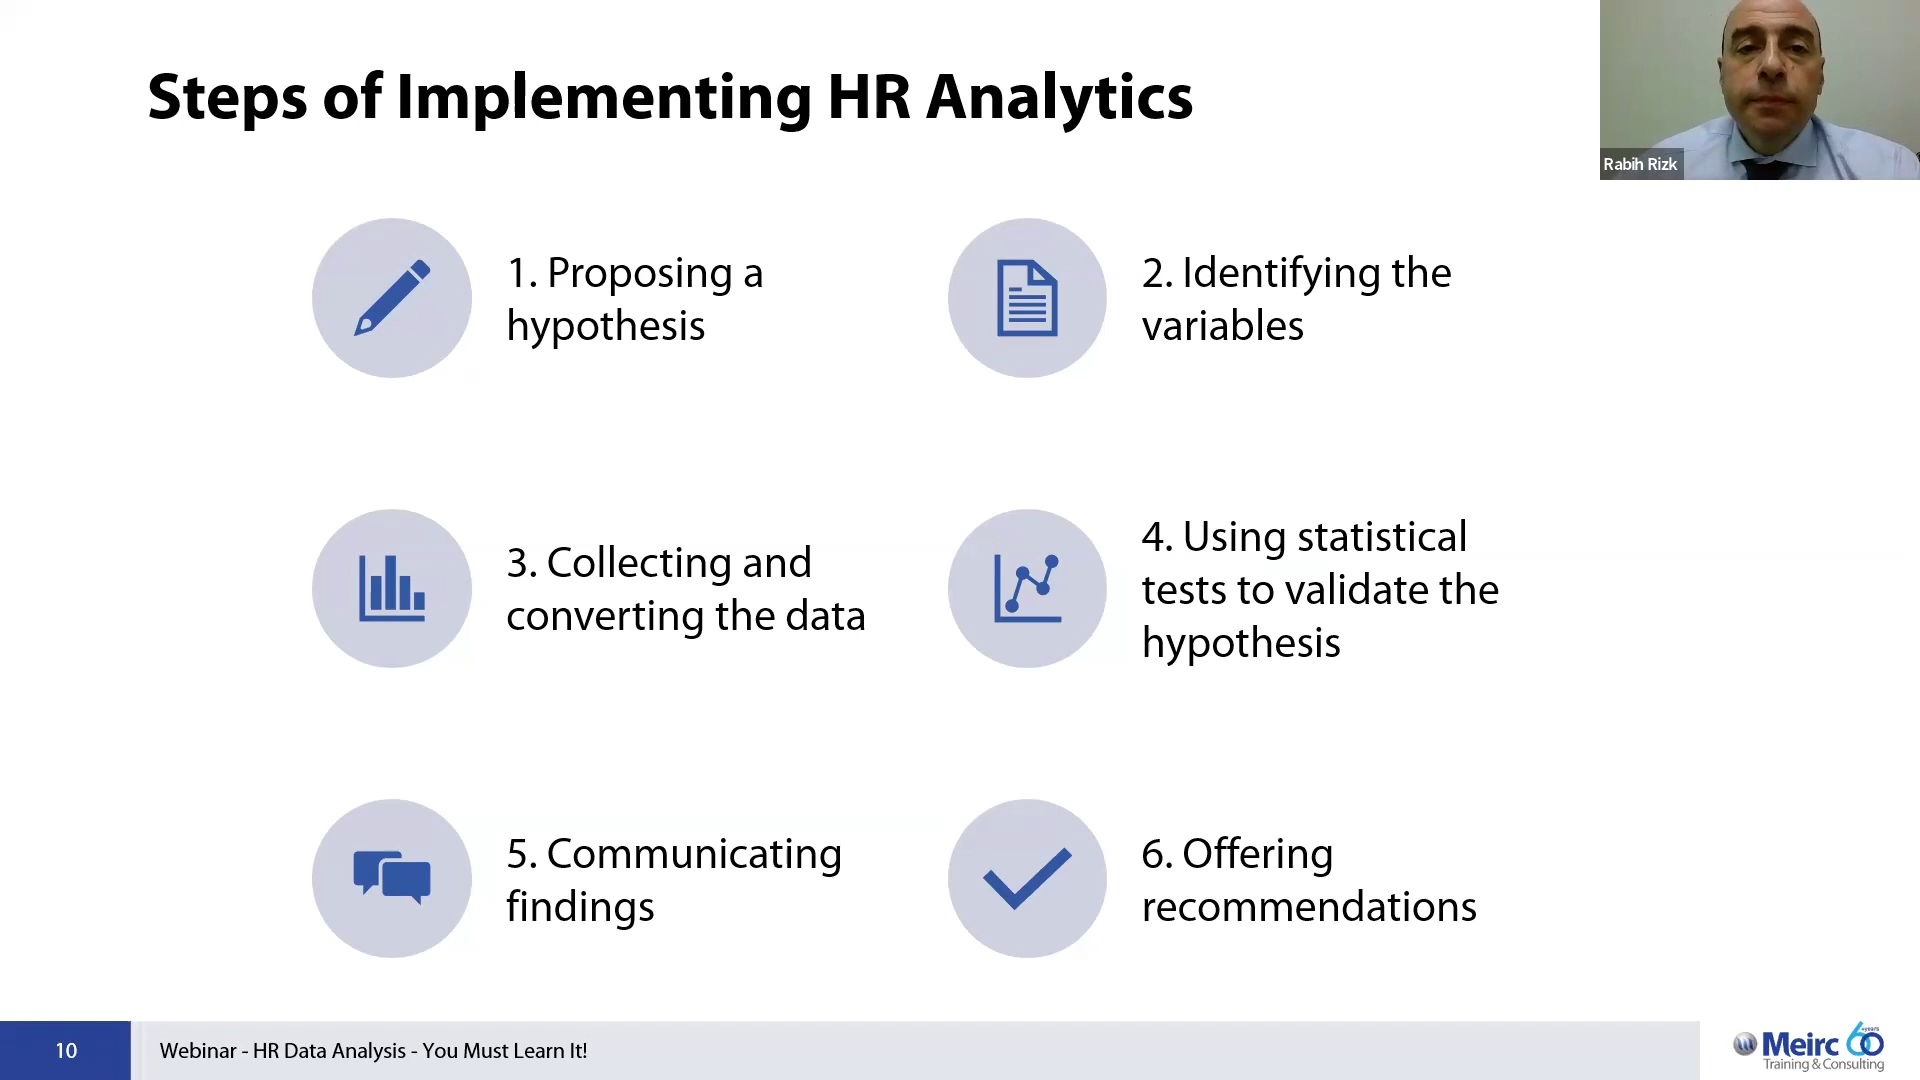 Steps of Implementing HR Analytics
Rabih Rizk
1. Proposing a
hypothesis
2. Identifying the
variables
3. Collecting and
converting the data
4. Using statistical
tests to validate the
hypothesis
5. Communicating
findings
6. Offering
recommendations
10
Webinar - HR Data Analysis - You Must Learn It!
Meirc 60 years
Training & Consulting